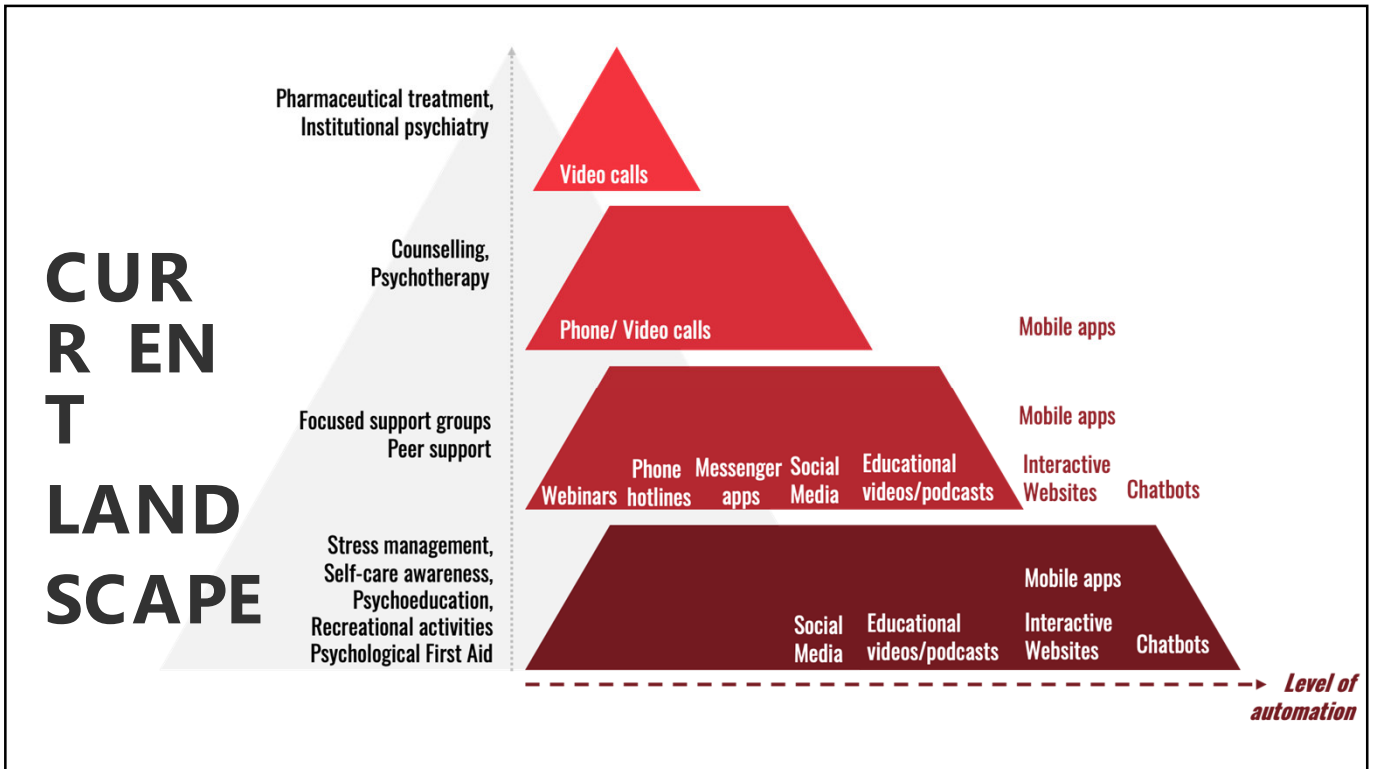 CUR
R EN
T
LAND
SCAPE
Pharmaceutical treatment,
Institutional psychiatry
Video calls
Counselling,
Psychotherapy
Phone/ Video calls
Mobile apps
Focused support groups
Peer support
Webinars
Phone
hotlines
Messenger
apps
Social
Media
Educational
videos/podcasts
Mobile apps
Interactive
Websites
Chatbots
Stress management,
Self-care awareness,
Psychoeducation,
Recreational activities
Psychological First Aid
Social
Media
Educational
videos/podcasts
Mobile apps
Interactive
Websites
Chatbots
Level of
automation